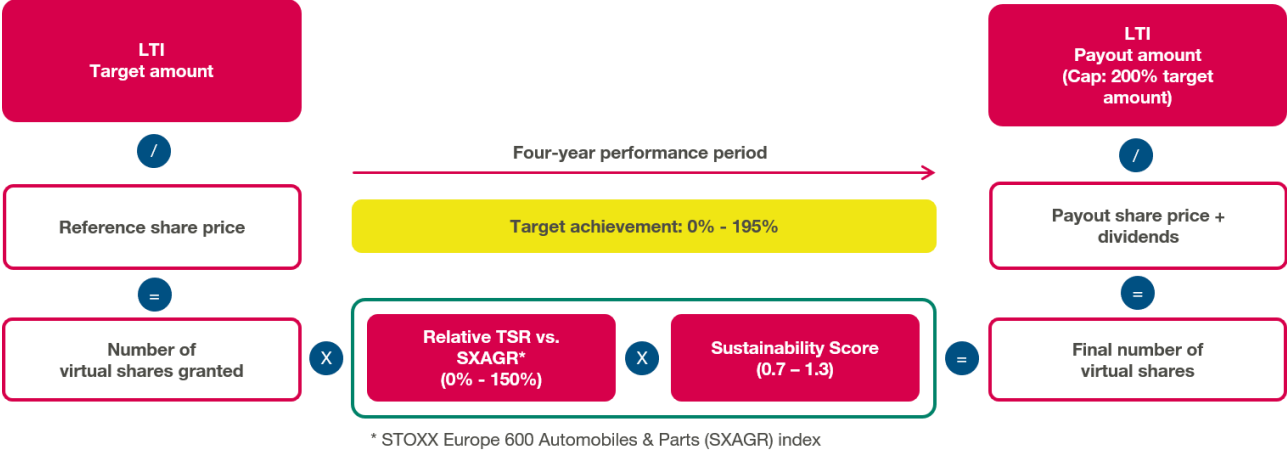 LTI
Target amount
/
Reference share price
=
Number of
virtual shares granted
X
Four-year performance period
Target achievement: 0% - 195%
Relative TSR vs.
SXAGR*
(0% - 150%)
X
Sustainability Score
(0.7 – 1.3)
=
LTI
Payout amount
(Cap: 200% target
amount)
/
Payout share price +
dividends
=
Final number of
virtual shares
* STOXX Europe 600 Automobiles & Parts (SXAGR) index